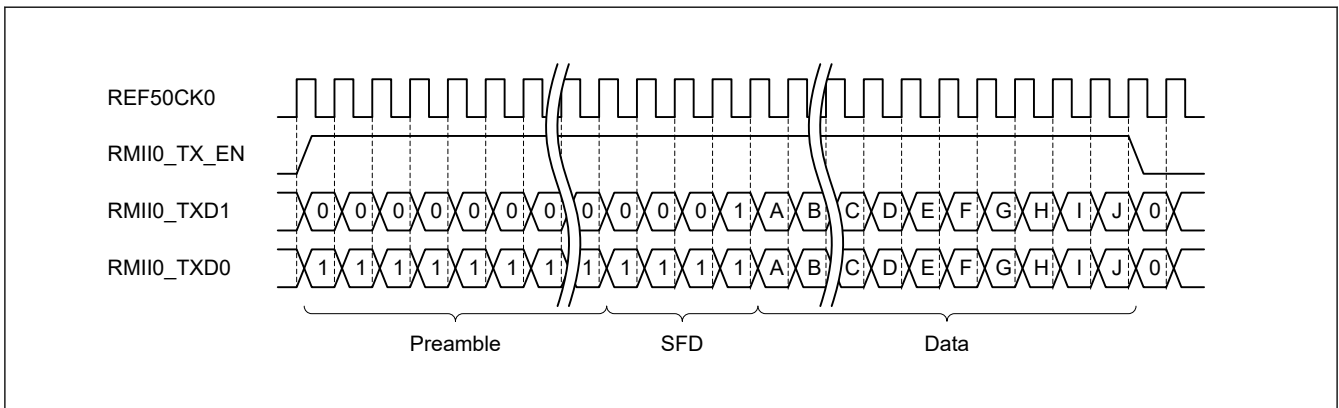 REF50CK0
RMII0_TX_EN
RMII0_TXD1 0 0 0 0 0 0 0 0 0 0 0 1 A B C D E F G H I J 0
RMII0_TXD0 1 1 1 1 1 1 1 1 1 1 1 1 A B C D E F G H I J 0
Preamble SFD Data